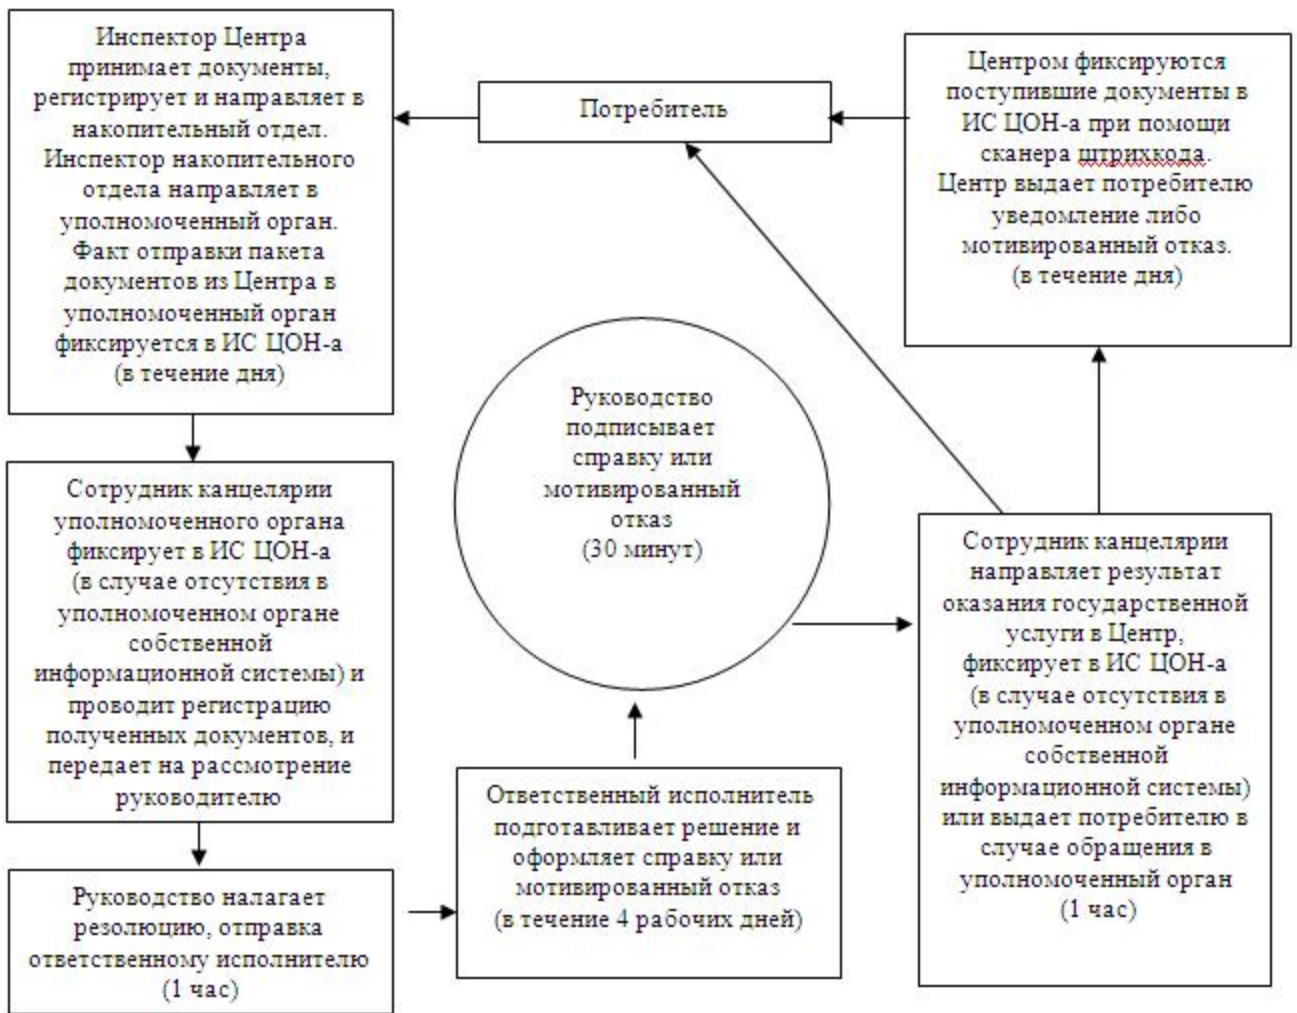 Инспектор Центра
принимает документы,
регистрирует и направляет в
накопительный отдел.
Инспектор накопительного
отдела направляет в
уполномоченный орган.
Факт отправки пакета
документов из Центра в
уполномоченный орган
фиксируется в ИС ЦОН-а
(в течение дня)
Потребитель
Центром фиксируются
поступившие документы в
ИС ЦОН-а при помощи
сканера штрихкода.
Центр выдает потребителю
уведомление либо
мотивированный отказ.
(в течение дня)
Руководство
подписывает
справку или
мотивированный
отказ
(30 минут)
Сотрудник канцелярии
уполномоченного органа
фиксирует в ИС ЦОН-а
(в случае отсутствия в
уполномоченном органе
собственной
информационной системы) и
проводит регистрацию
полученных документов, и
передает на рассмотрение
руководителю
Сотрудник канцелярии
направляет результат
оказания государственной
услуги в Центр,
фиксирует в ИС ЦОН-а
(в случае отсутствия в
уполномоченном органе
собственной
информационной системы)
или выдает потребителю в
случае обращения в
уполномоченный орган
(1 час)
Руководство налагает
резолюцию, отправка
ответственному исполнителю
(1 час)
Ответственный исполнитель
подготавливает решение и
оформляет справку или
мотивированный отказ
(в течение 4 рабочих дней)